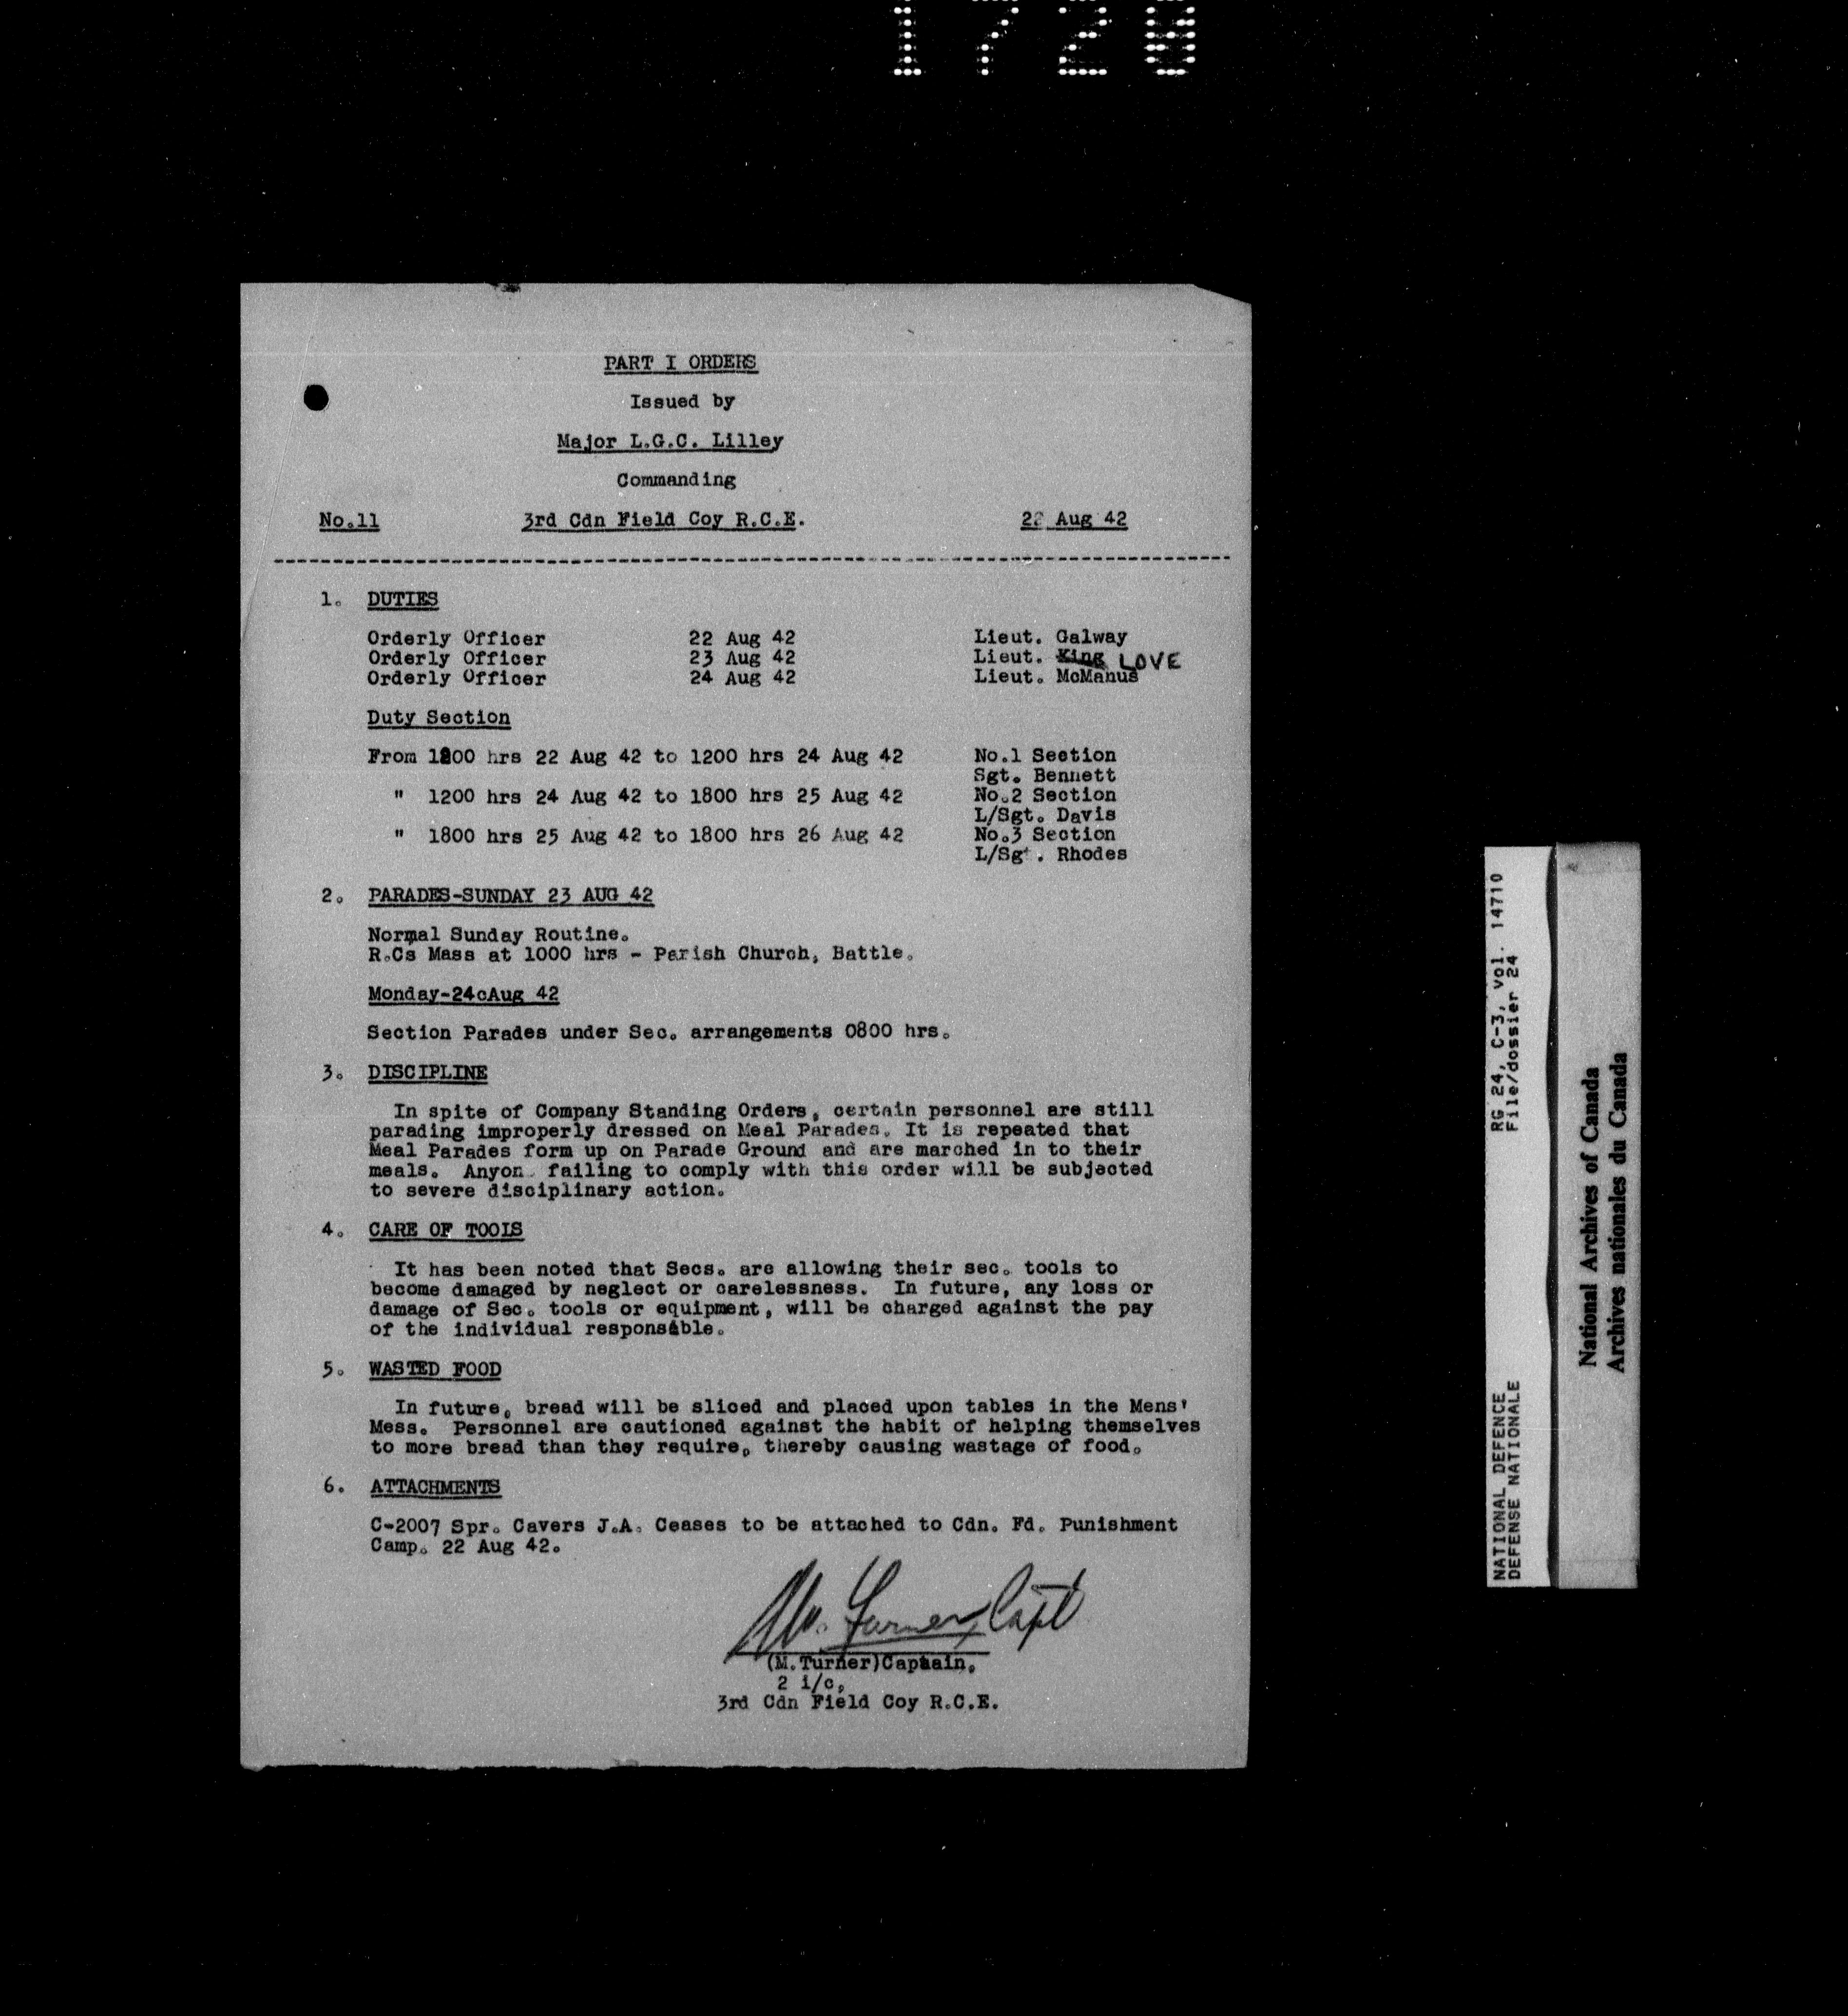 1720
PART I ORDERS
Issued by
Major L.G.C. Lilley
Commanding
No.11 3rd Cdn Field Coy R.C.E. 22 Aug 42
1. DUTIES
Orderly Officer 22 Aug 42 Lieut. Galway
Orderly Officer 23 Aug 42 Lieut. King LOVE
Orderly Officer 24 Aug 42 Lieut. McManus
Duty Section
From 1200 hrs 22 Aug 42 to 1200 hrs 24 Aug 42 No.1 Section
Sgt. Bennett
" 1200 hrs 24 Aug 42 to 1800 hrs 25 Aug 42 No.2 Section
L/Sgt. Davis
" 1800 hrs 25 Aug 42 to 1800 hrs 26 Aug 42 No.3 Section
L/Sgt. Rhodes
2. PARADES-SUNDAY 23 AUG 42
Normal Sunday Routine.
R.Cs Mass at 1000 hrs - Parish Church, Battle.
Monday-24cAug 42
Section Parades under Sec. arrangements 0800 hrs.
3. DISCIPLINE
In spite of Company Standing Orders, certain personnel are still
parading improperly dressed on Meal Parades. It is repeated that
Meal Parades form up on Parade Ground and are marched in to their
meals. Anyon failing to comply with this order will be subjected
to severe disciplinary action.
4. CARE OF TOOLS
It has been noted that Secs. are allowing their sec. tools to
become damaged by neglect or carelessness. In future, any loss or
damage of Sec. tools or equipment, will be charged against the pay
of the individual responsible.
5. WASTED FOOD
In future, bread will be sliced and placed upon tables in the Mens'
Mess. Personnel are cautioned against the habit of helping themselves
to more bread than they require, thereby causing wastage of food.
6. ATTACHMENTS
C-2007 Spr. Cavers J.A. Ceases to be attached to Cdn. Fd. Punishment
Camp. 22 Aug 42.
M. Turner, Capt
(M.Turner)Captain,
2 i/c,
3rd Cdn Field Coy R.C.E.
NATIONAL DEFENCE RG 24, C-3, vol. 14710
DEFENSE NATIONALE File/dossier 24
National Archives of Canada
Archives nationales du Canada